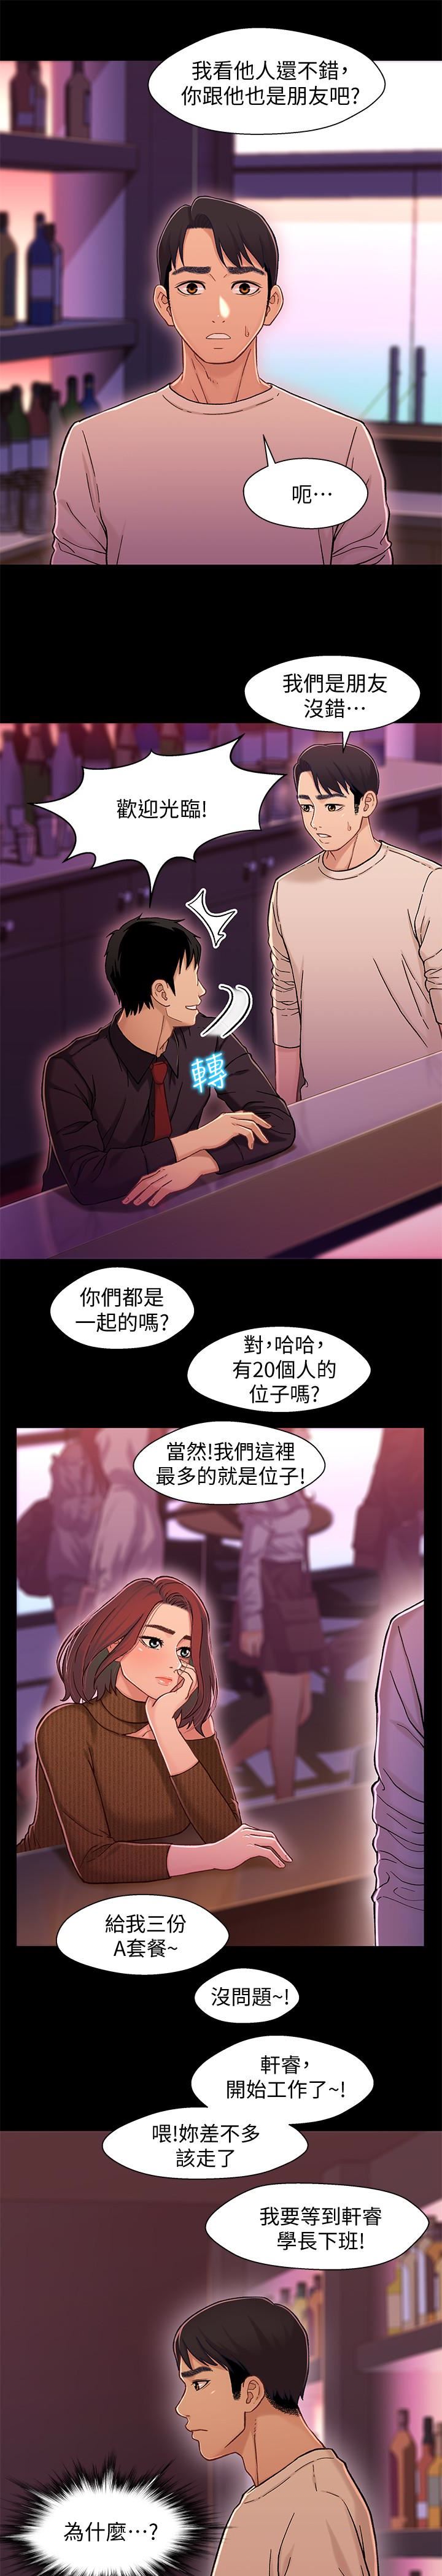 我看他人還不錯，
你跟他也是朋友吧?
呃⋯
我們是朋友
沒錯⋯
歡迎光臨!
轉
你們都是
一起的嗎?
對，哈哈，
有20個人的
位子嗎?
當然!我們這裡
最多的就是位子!
給我三份
A套餐~
沒問題~!
軒睿，
開始工作了~!
喂!妳差不多
該走了
我要等到軒睿
學長下班!
為什麼⋯?